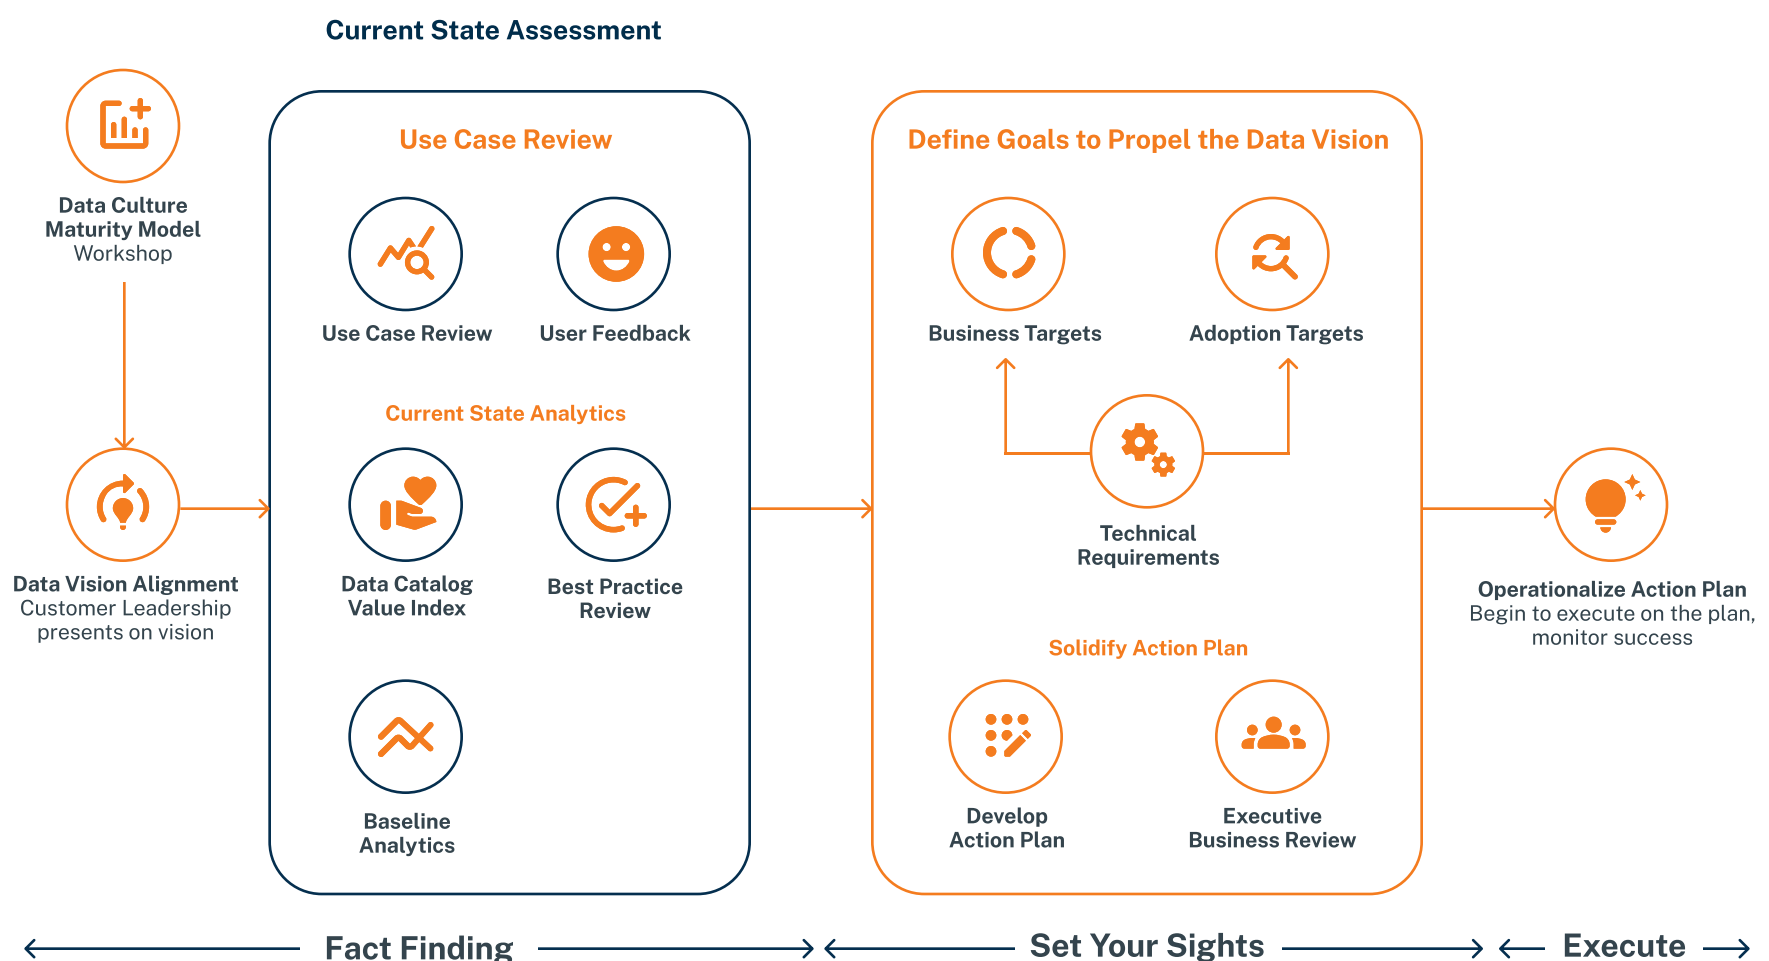 Current State Assessment
Data Culture
Maturity Model
Workshop
Data Vision Alignment
Customer Leadership
presents on vision
Use Case Review
Use Case Review
User Feedback
Current State Analytics
Data Catalog
Value Index
Best Practice
Review
Baseline
Analytics
Define Goals to Propel the Data Vision
Business Targets
Adoption Targets
Technical
Requirements
Solidify Action Plan
Develop
Action Plan
Executive
Business Review
Operationalize Action Plan
Begin to execute on the plan,
monitor success
Fact Finding
Set Your Sights
Execute